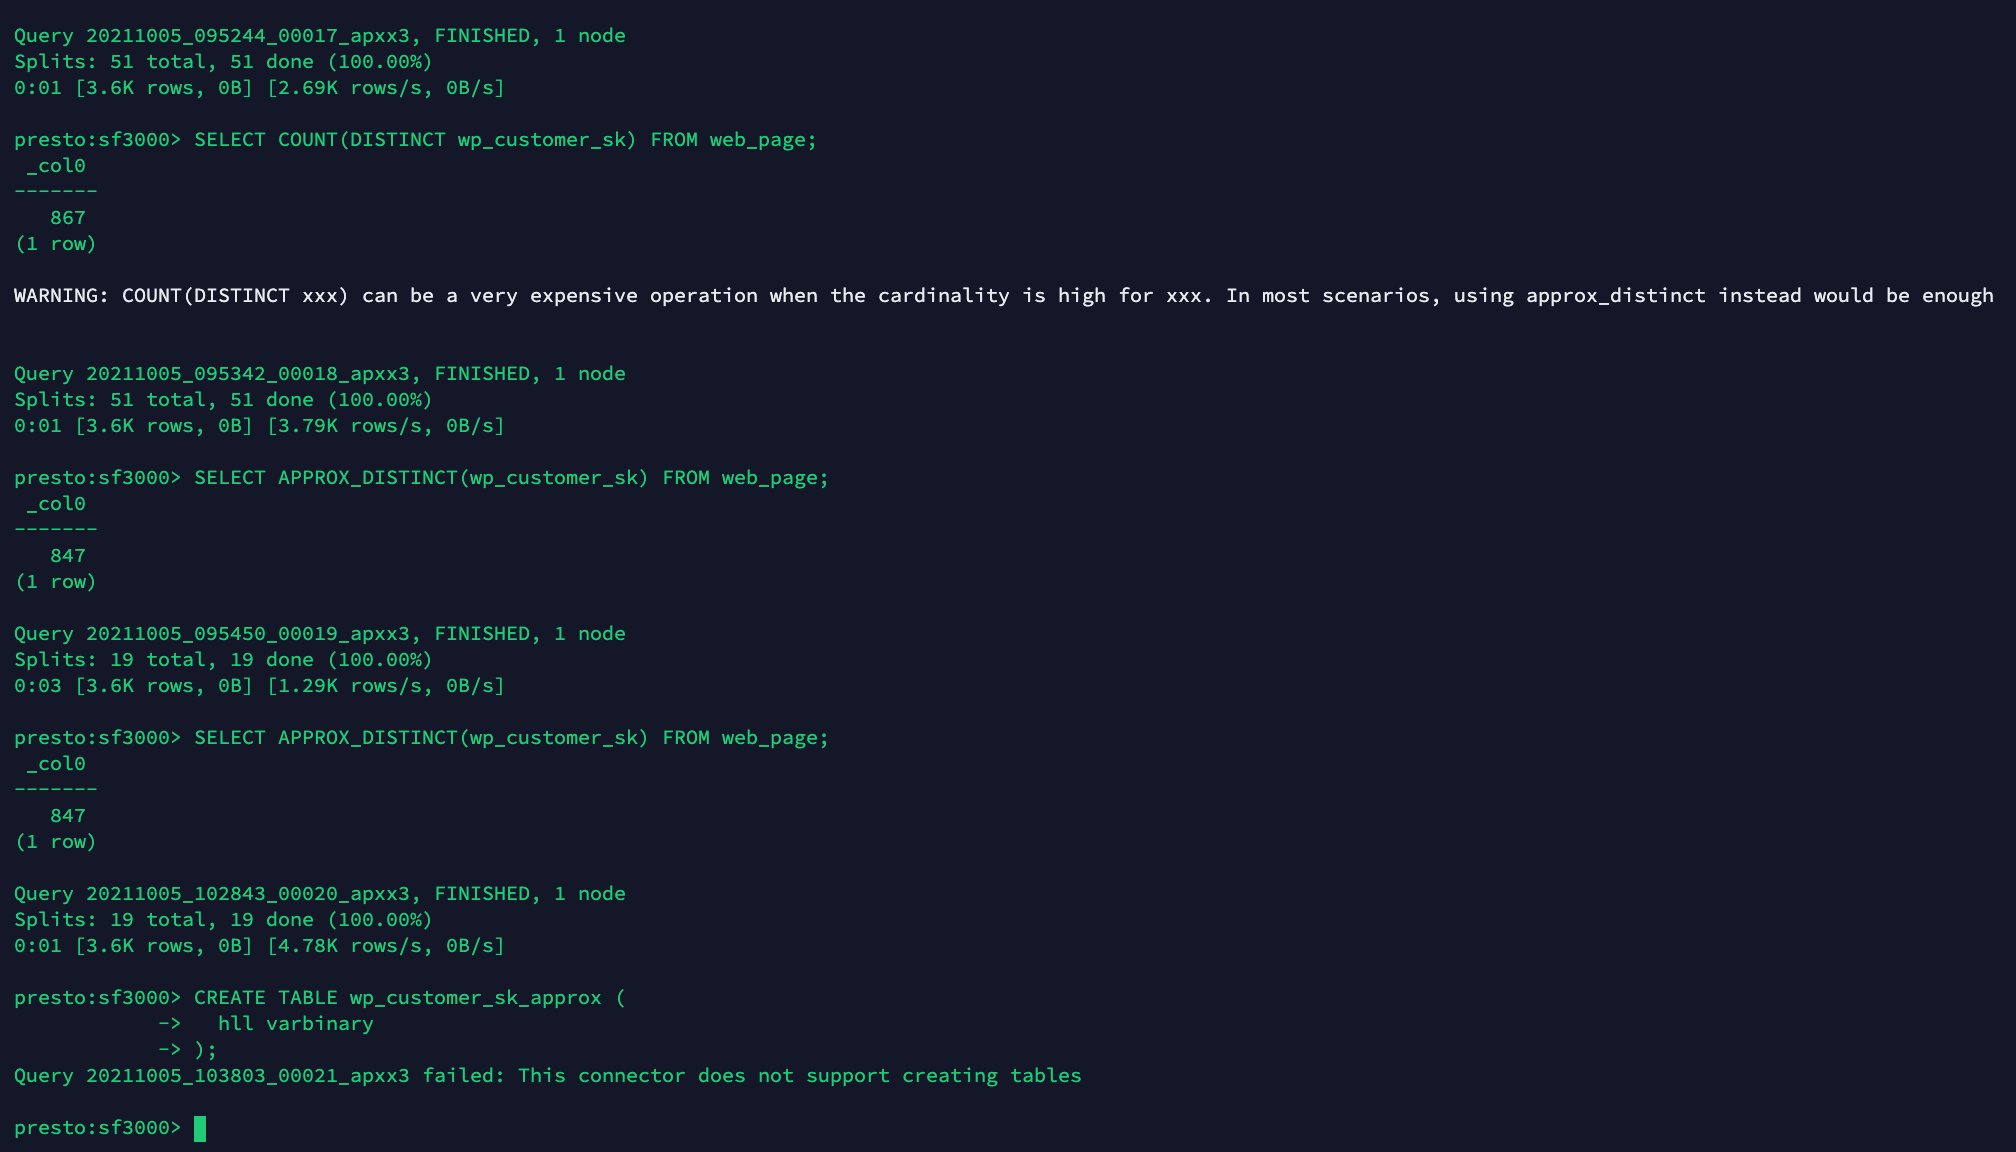 Query 20211005_095244_00017_apxx3, FINISHED, 1 node
Splits: 51 total, 51 done (100.00%)
0:01 [3.6K rows, 0B] [2.69K rows/s, 0B/s]
presto:sf3000> SELECT COUNT(DISTINCT wp_customer_sk) FROM web_page;
 _col0
-------
   867
(1 row)
WARNING: COUNT(DISTINCT xxx) can be a very expensive operation when the cardinality is high for xxx. In most scenarios, using approx_distinct instead would be enough
Query 20211005_095342_00018_apxx3, FINISHED, 1 node
Splits: 51 total, 51 done (100.00%)
0:01 [3.6K rows, 0B] [3.79K rows/s, 0B/s]
presto:sf3000> SELECT APPROX_DISTINCT(wp_customer_sk) FROM web_page;
 _col0
-------
   847
(1 row)
Query 20211005_095450_00019_apxx3, FINISHED, 1 node
Splits: 19 total, 19 done (100.00%)
0:03 [3.6K rows, 0B] [1.29K rows/s, 0B/s]
presto:sf3000> SELECT APPROX_DISTINCT(wp_customer_sk) FROM web_page;
 _col0
-------
   847
(1 row)
Query 20211005_102843_00020_apxx3, FINISHED, 1 node
Splits: 19 total, 19 done (100.00%)
0:01 [3.6K rows, 0B] [4.78K rows/s, 0B/s]
presto:sf3000> CREATE TABLE wp_customer_sk_approx (
            ->   hll varbinary
            -> );
Query 20211005_103803_00021_apxx3 failed: This connector does not support creating tables
presto:sf3000>